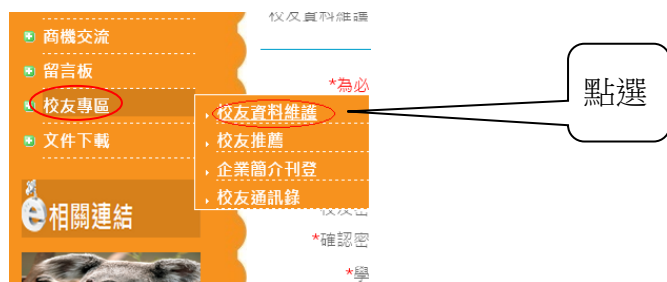 校友資料維護
商機交流
留言板
*為必
校友專區
點選
校友資料維護
校友推薦
文件下載
企業簡介刊登
校友通訊錄
e相關連結
*確認密
*學